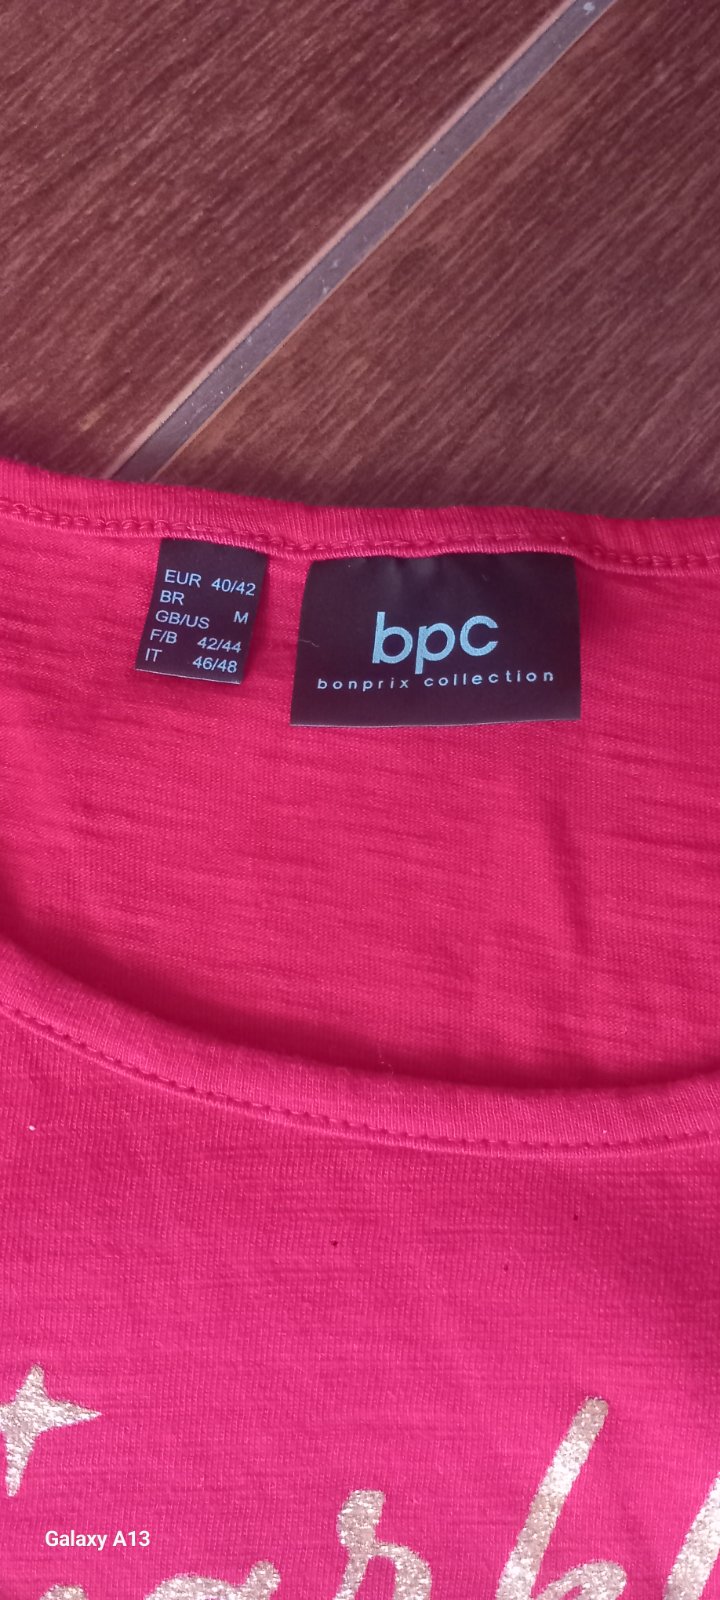 EUR 40/42
BR
GB/US M
F/B 42/44
IT 46/48
bpc
bonprix collection
Galaxy A13